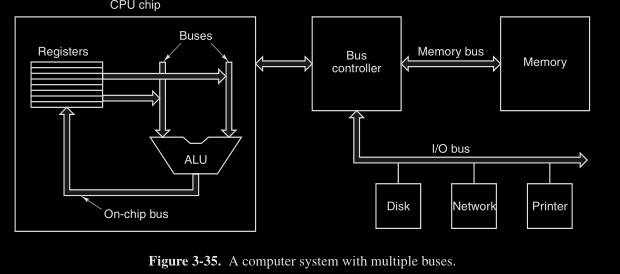 CPU chip
Buses
Registers
ALU
On-chip bus
Bus
controller
Memory bus
Memory
I/O bus
Disk
Network
Printer
Figure 3-35. A computer system with multiple buses.